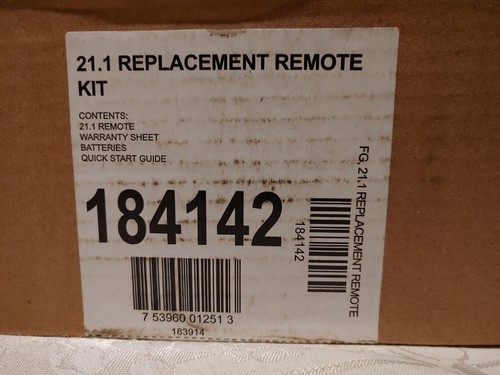 21.1 REPLACEMENT REMOTE
KIT
CONTENTS:
21.1 REMOTE
WARRANTY SHEET
BATTERIES
QUICK START GUIDE
184142
7 53960 01251 3
183914
184142
FG, 21.1 REPLACEMENT REMOTE